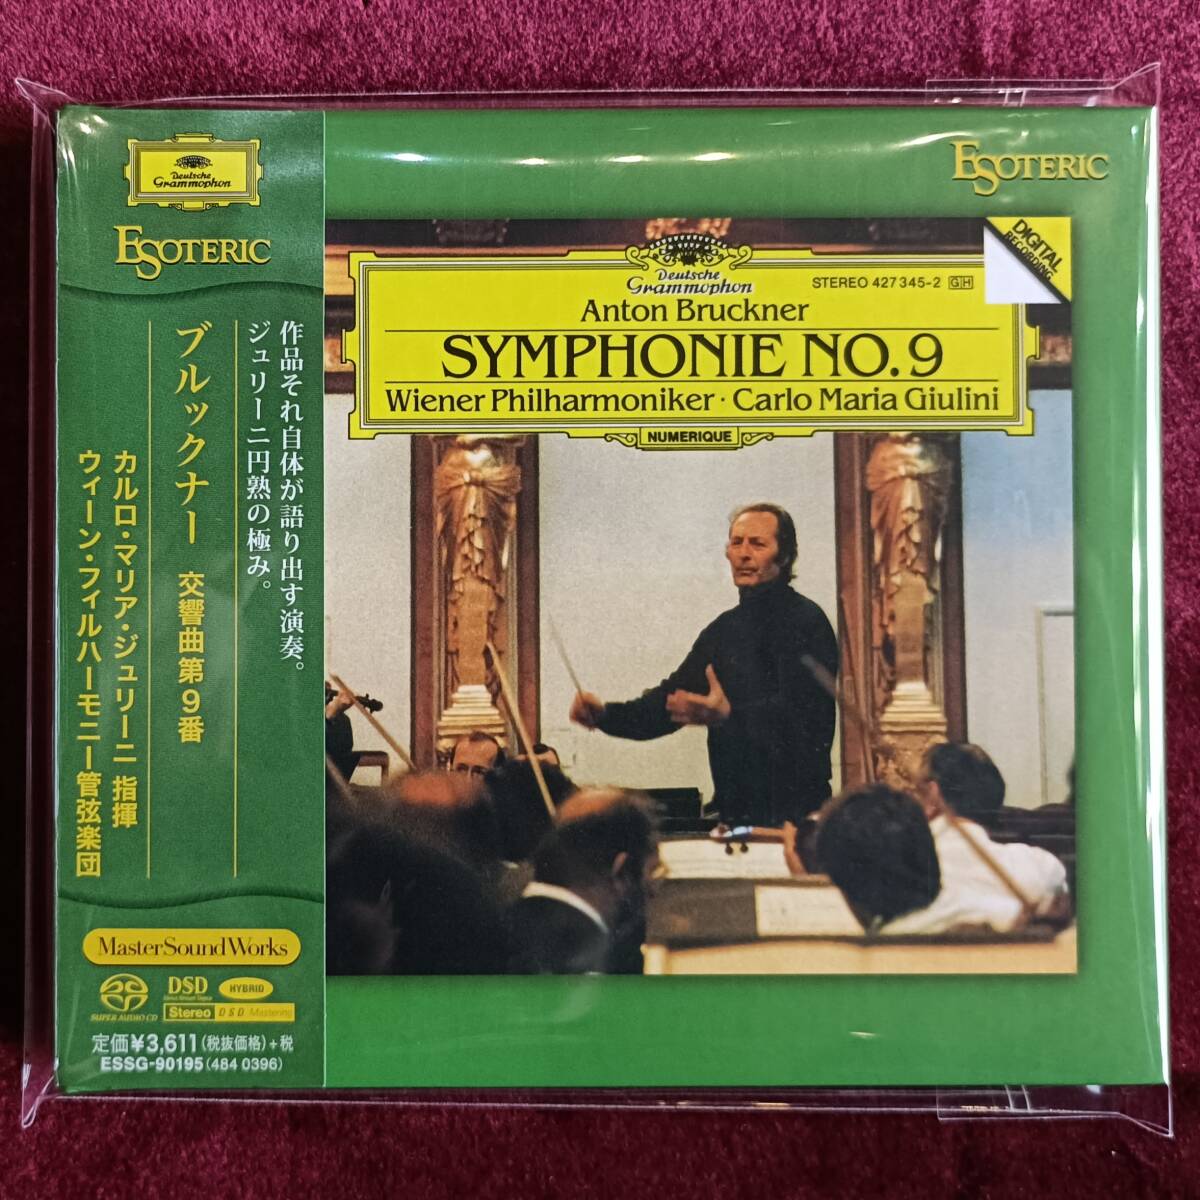 Deutsche
Grammophon
ESOTERIC
作品それ自体が語り出す演奏。
ジュリーニ円熟の極み。
ブルックナー 交響曲第9番
カルロ・マリア・ジュリーニ 指揮
ウィーン・フィルハーモニー管弦楽団
MasterSoundWorks
SUPER AUDIO CD
DSD
HYBRID
Stereo DSD Mastering
定価¥3,611(税抜価格)+税
ESSG-90195(484 0396)
ESOTERIC
DIGITAL
RECORDING
Deutsche
Grammophon
STEREO 427 345-2 GH
Anton Bruckner
SYMPHONIE NO. 9
Wiener Philharmoniker · Carlo Maria Giulini
NUMERIQUE